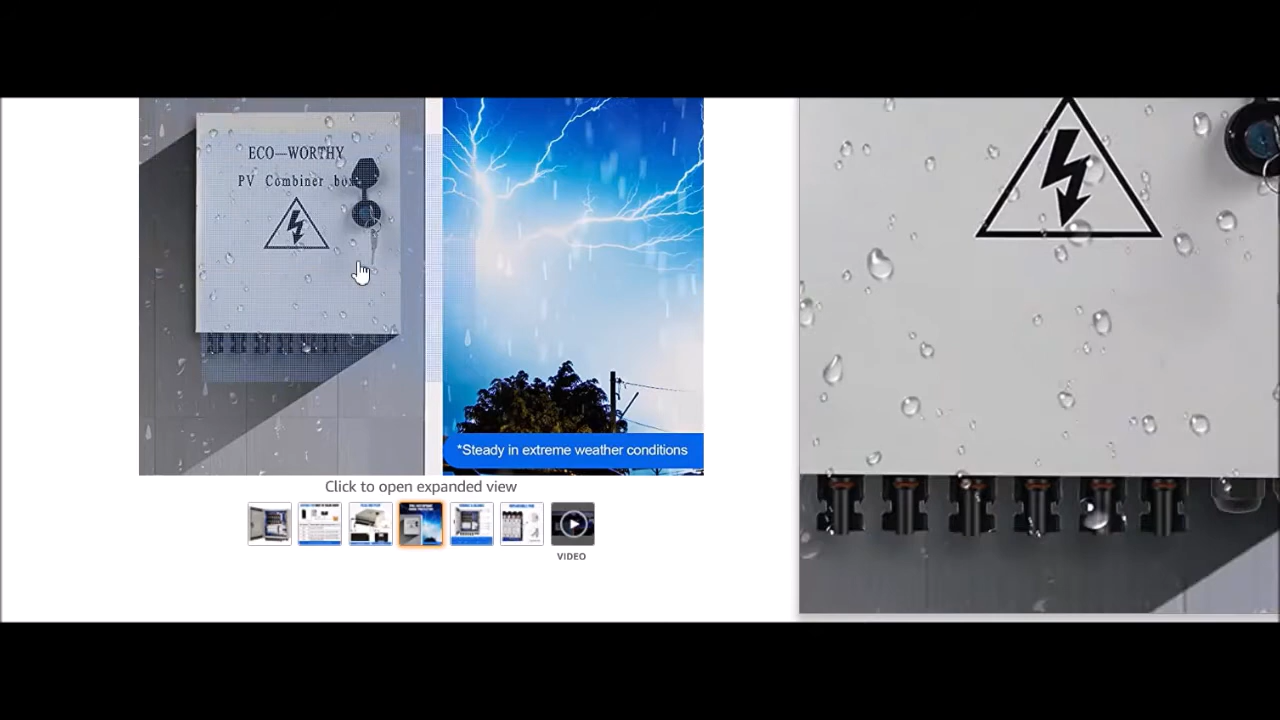 ECO—WORTHY
PV Combiner box
*Steady in extreme weather conditions
Click to open expanded view
VIDEO